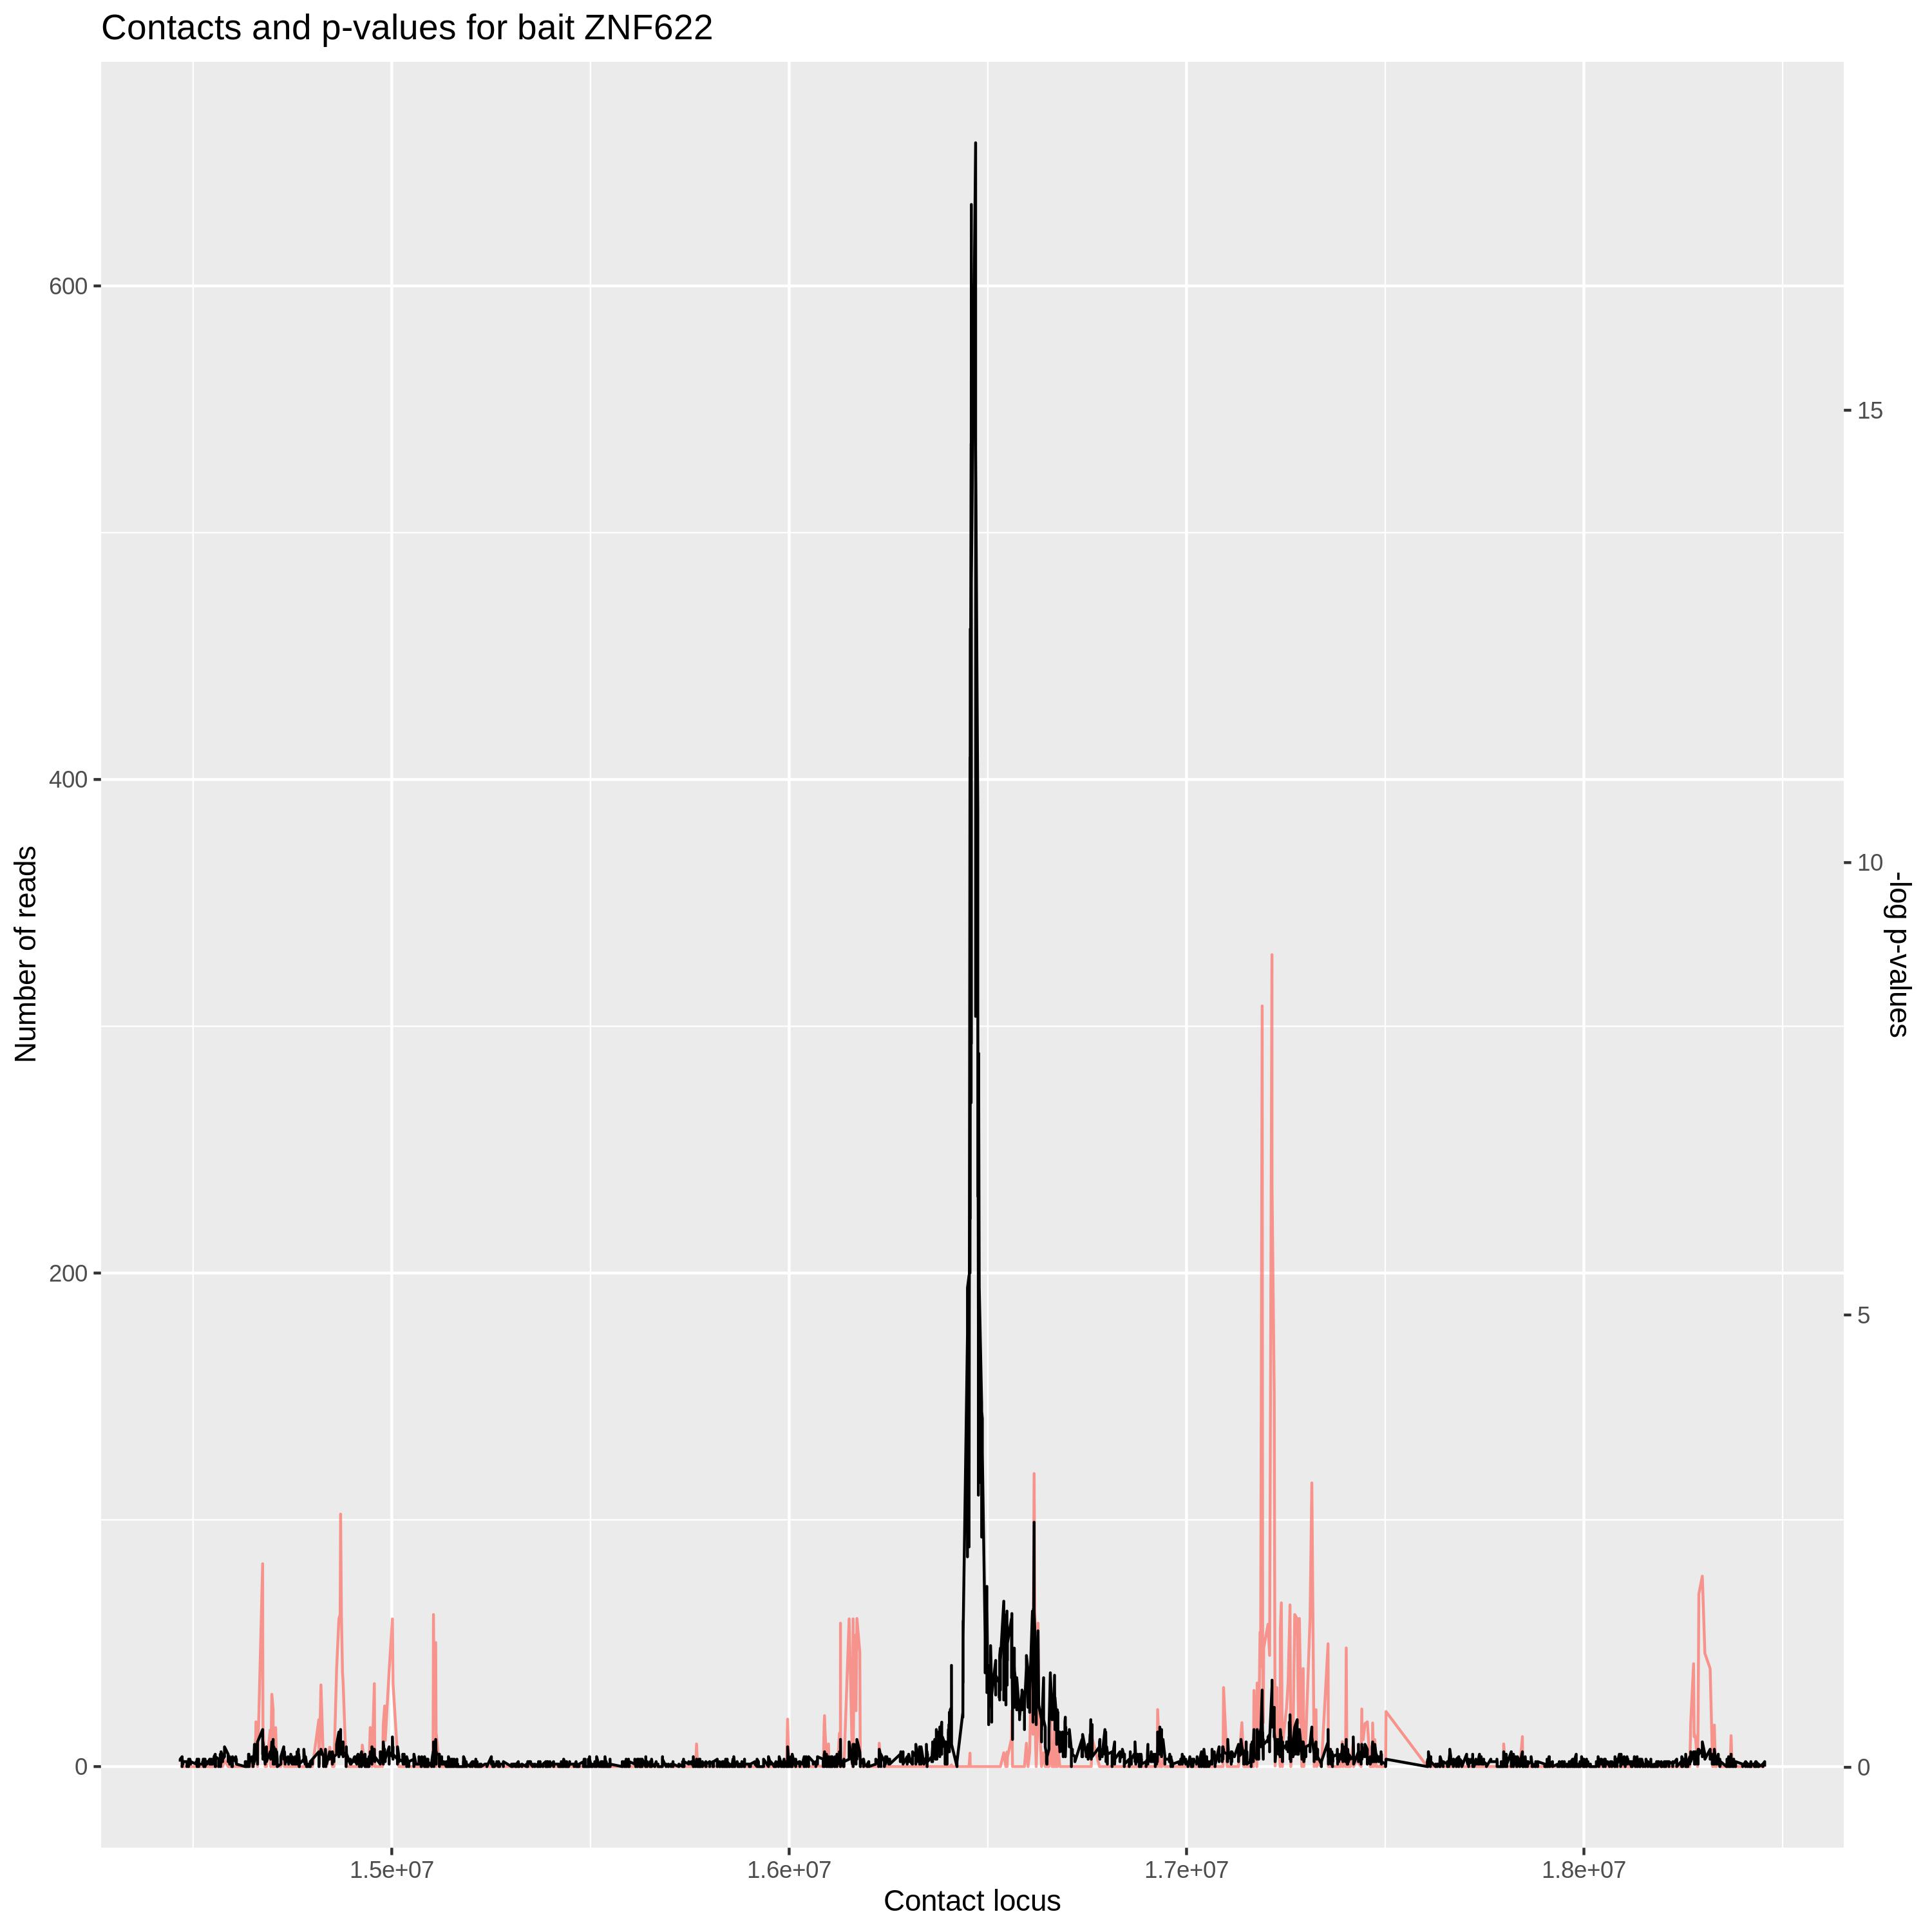 Contacts and p-values for bait ZNF622
600
400
200
0
Number of reads
15
10
5
0
-log p-values
1.5e+07
1.6e+07
1.7e+07
1.8e+07
Contact locus